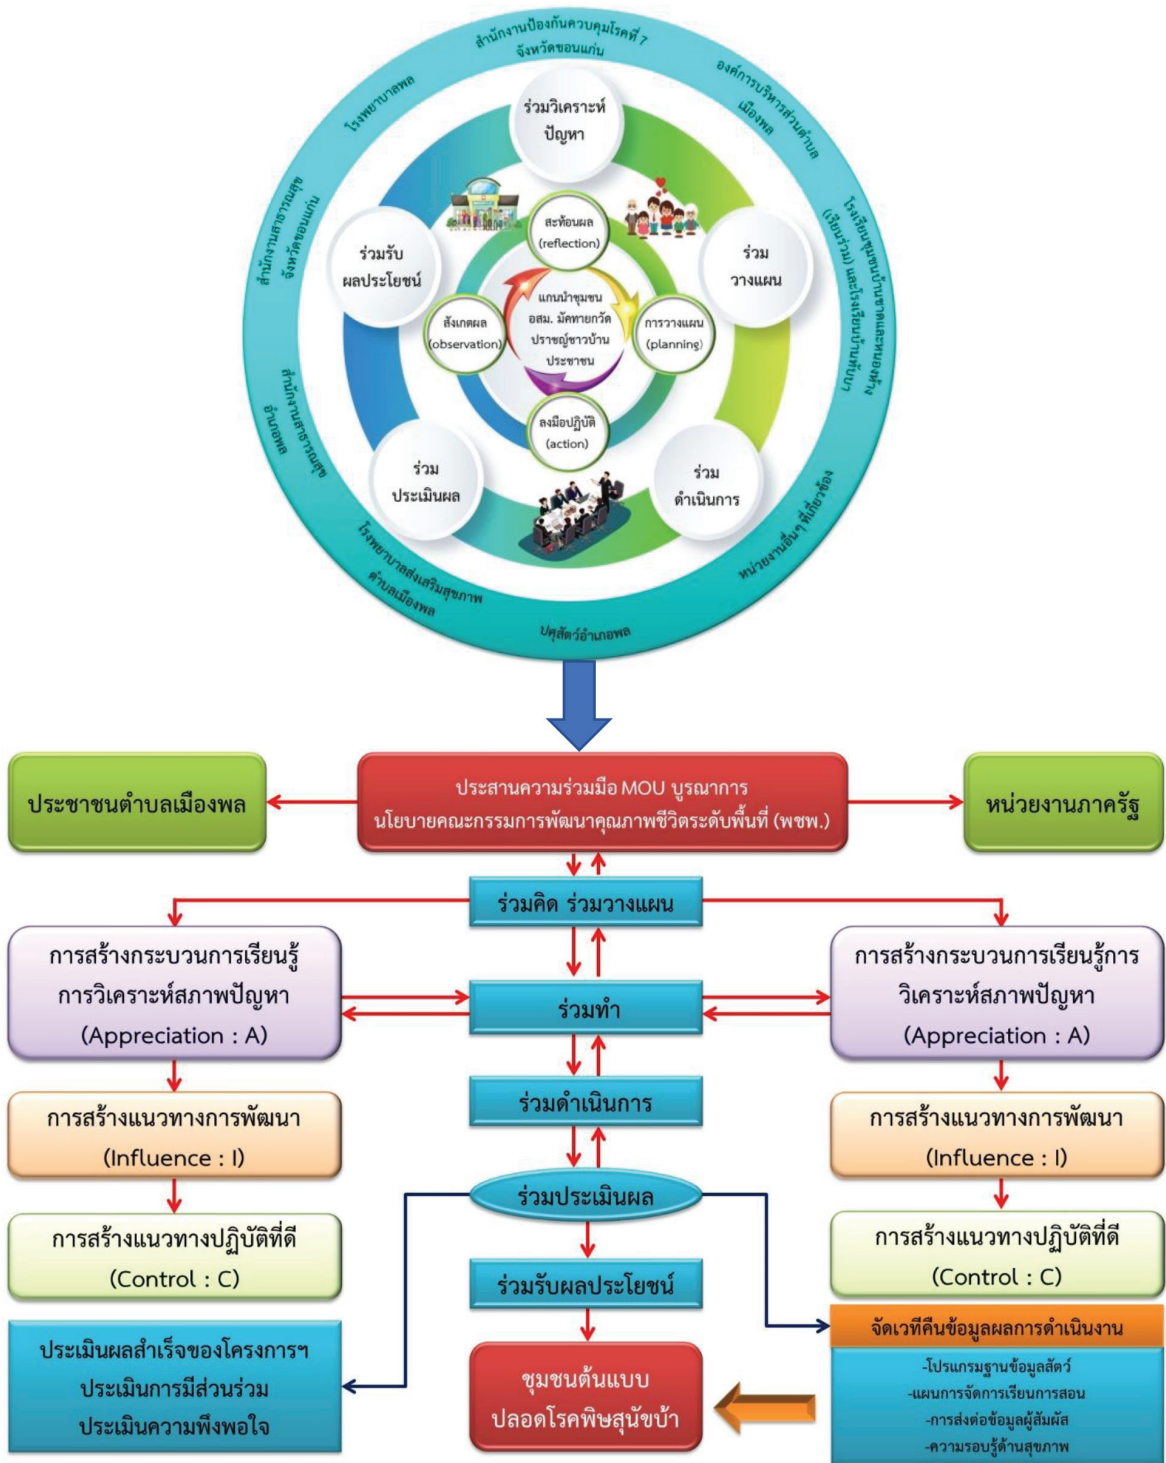 สำนักงานป้องกันควบคุมโรคที่ 7
จังหวัดขอนแก่น
องค์การบริหารส่วนตำบล
เมืองพล
โรงเรียนชุมชนบ้านชาดและหนองห้าง
(เรียนร่วม) และโรงเรียนบ้านทับบา
หน่วยงานอื่นๆ ที่เกี่ยวข้อง
ปศุสัตว์อำเภอพล
โรงพยาบาลส่งเสริมสุขภาพ
ตำบลเมืองพล
สำนักงานสาธารณสุข
อำเภอพล
สำนักงานสาธารณสุข
จังหวัดขอนแก่น
โรงพยาบาลพล
ร่วมวิเคราะห์
ปัญหา
ร่วม
วางแผน
ร่วม
ดำเนินการ
ร่วม
ประเมินผล
ร่วมรับ
ผลประโยชน์
สะท้อนผล
(reflection)
การวางแผน
(planning)
ลงมือปฏิบัติ
(action)
สังเกตผล
(observation)
แกนนำชุมชน
อสม. มัคทายกวัด
ปราชญ์ชาวบ้าน
ประชาชน
ประชาชนตำบลเมืองพล
ประสานความร่วมมือ MOU บูรณาการ
นโยบายคณะกรรมการพัฒนาคุณภาพชีวิตระดับพื้นที่ (พชพ.)
หน่วยงานภาครัฐ
ร่วมคิด ร่วมวางแผน
การสร้างกระบวนการเรียนรู้
การวิเคราะห์สภาพปัญหา
(Appreciation : A)
ร่วมทำ
การสร้างกระบวนการเรียนรู้การ
วิเคราะห์สภาพปัญหา
(Appreciation : A)
การสร้างแนวทางการพัฒนา
(Influence : I)
ร่วมดำเนินการ
การสร้างแนวทางการพัฒนา
(Influence : I)
ร่วมประเมินผล
การสร้างแนวทางปฏิบัติที่ดี
(Control : C)
ร่วมรับผลประโยชน์
การสร้างแนวทางปฏิบัติที่ดี
(Control : C)
ประเมินผลสำเร็จของโครงการฯ
ประเมินการมีส่วนร่วม
ประเมินความพึงพอใจ
ชุมชนต้นแบบ
ปลอดโรคพิษสุนัขบ้า
จัดเวทีคืนข้อมูลผลการดำเนินงาน
-โปรแกรมฐานข้อมูลสัตว์
-แผนการจัดการเรียนการสอน
-การส่งต่อข้อมูลผู้สัมผัส
-ความรอบรู้ด้านสุขภาพ